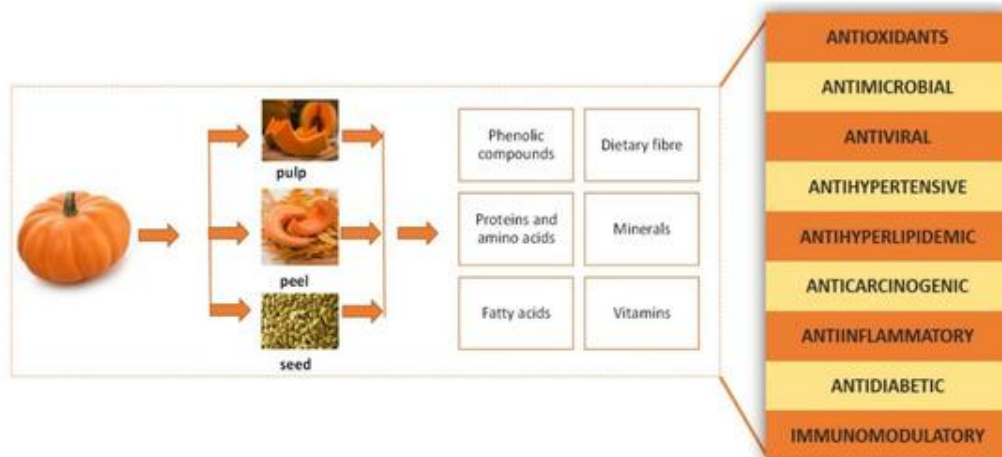 pulp
peel
seed
Phenolic
compounds
Dietary fibre
Proteins and
amino acids
Minerals
Fatty acids
Vitamins
ANTIOXIDANTS
ANTIMICROBIAL
ANTIVIRAL
ANTIHYPERTENSIVE
ANTIHYPERLIPIDEMIC
ANTICARCINOGENIC
ANTIINFLAMMATORY
ANTIDIABETIC
IMMUNOMODULATORY